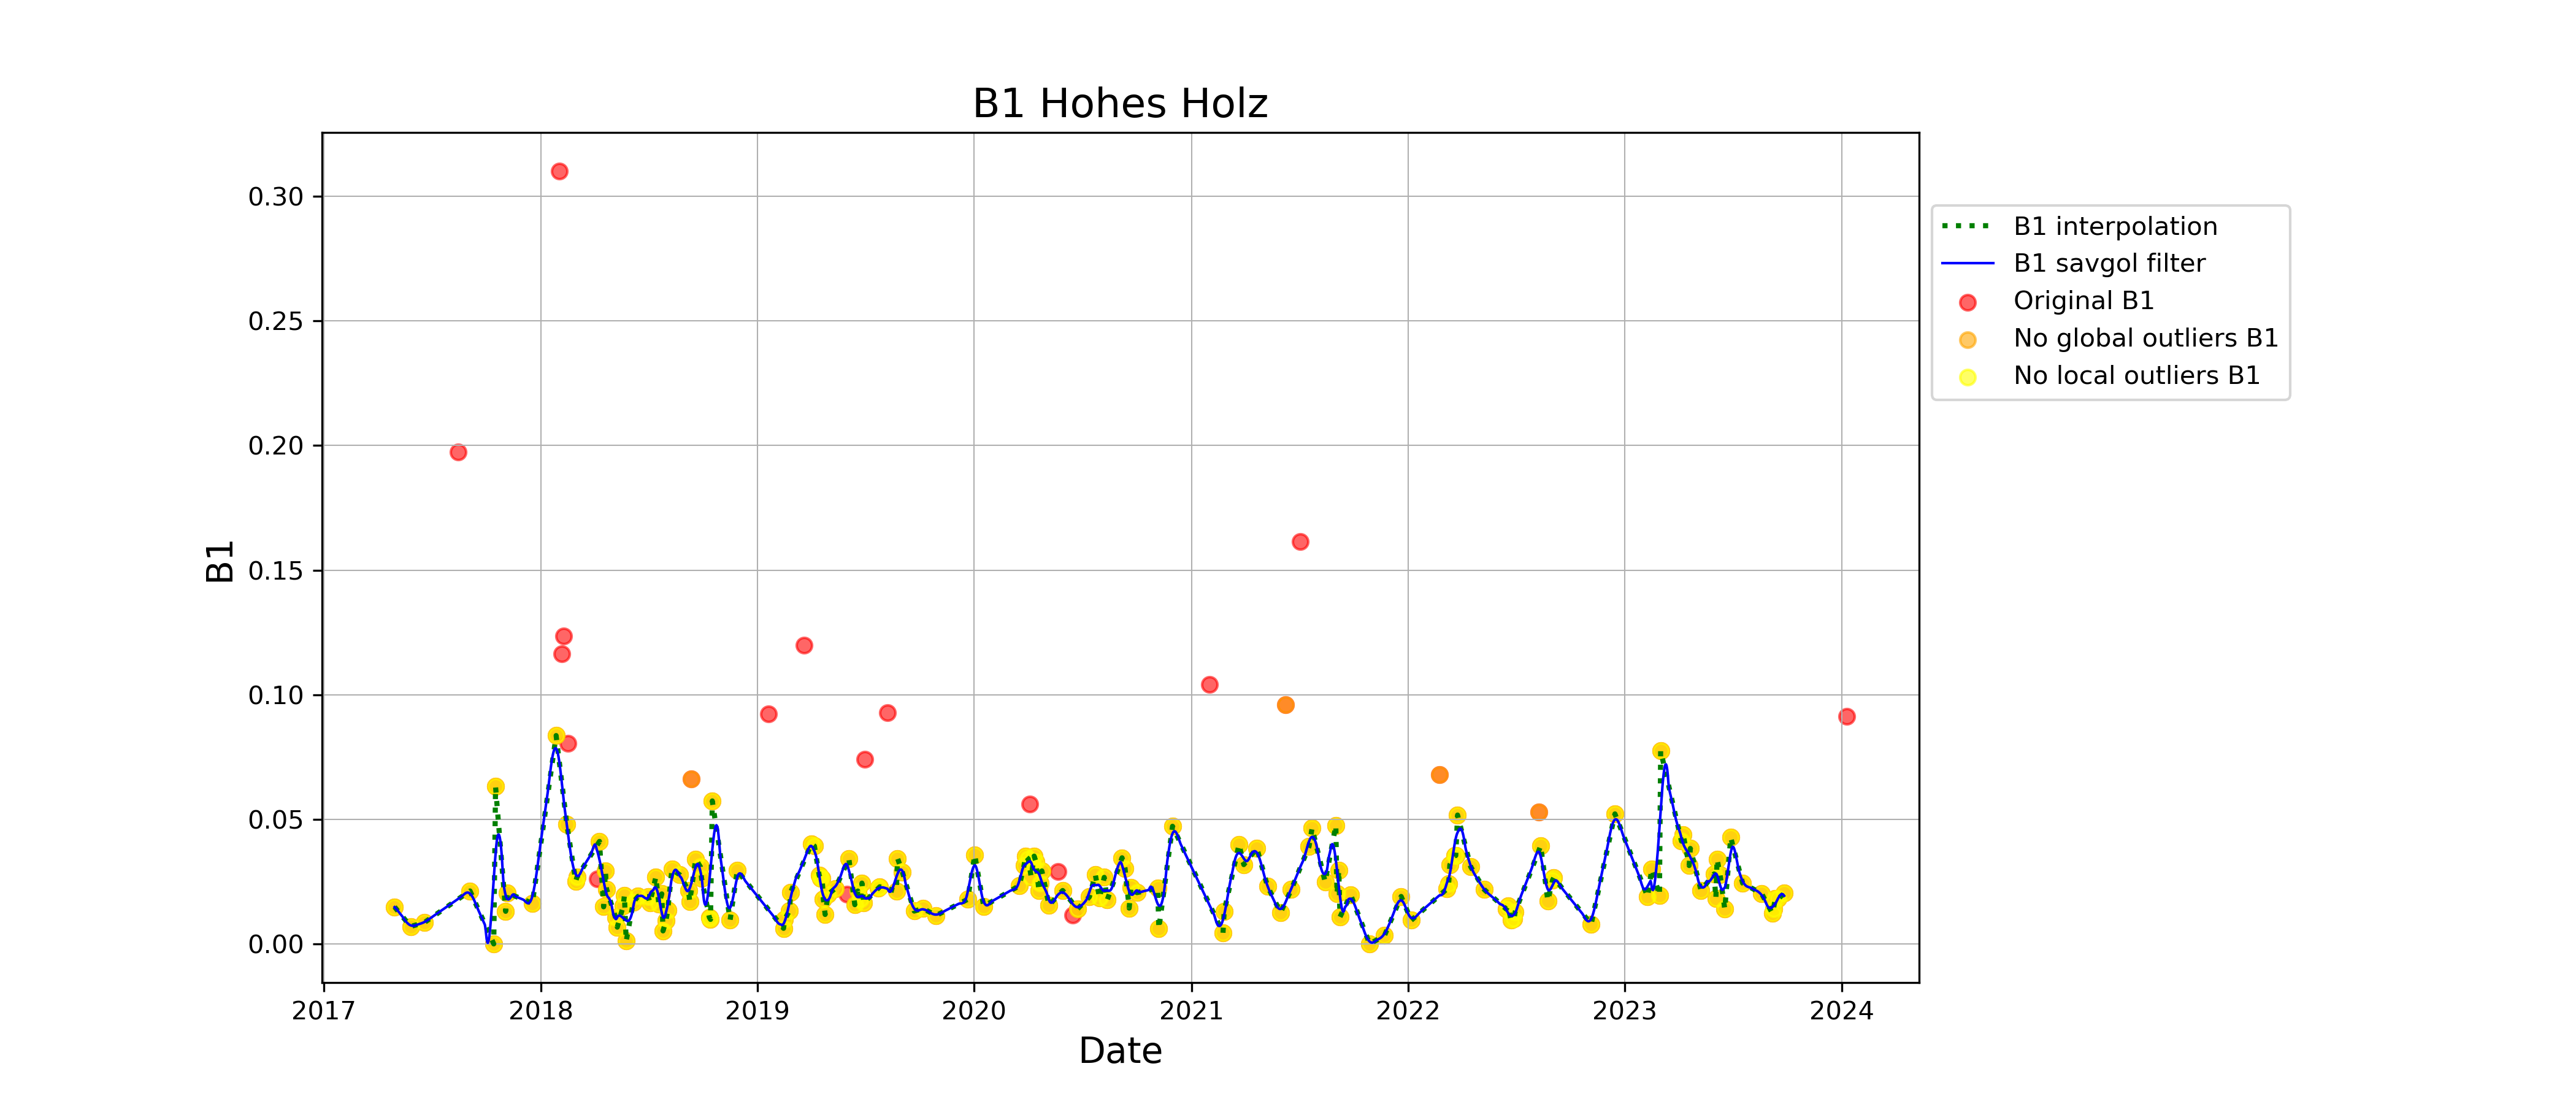 B1 Hohes Holz
B1
0.30
0.25
0.20
0.15
0.10
0.05
0.00
2017 2018 2019 2020 2021 2022 2023 2024
Date
B1 interpolation
B1 savgol filter
Original B1
No global outliers B1
No local outliers B1